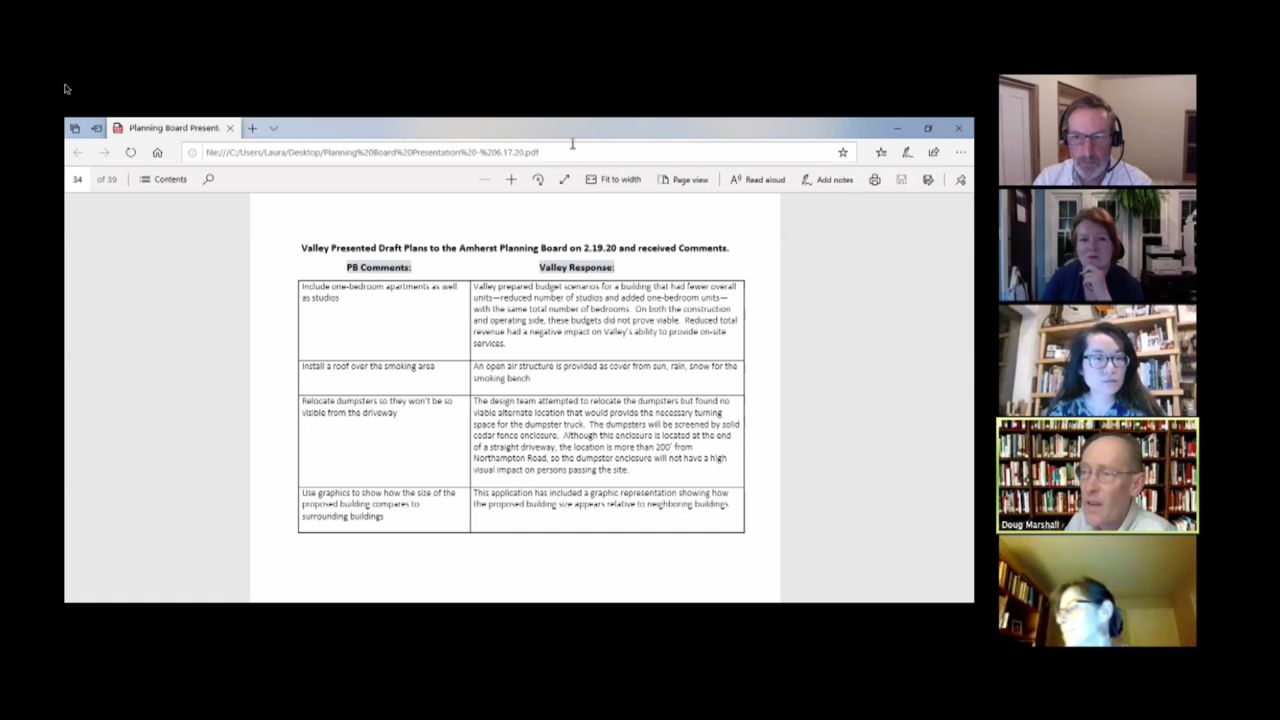 Planning Board Present
file:///C:/Users/Laura/Desktop/Planning%20Board%20Presentation%20-%206.17.20.pdf
34 of 39 Contents Fit to width Page view Read aloud Add notes
Valley Presented Draft Plans to the Amherst Planning Board on 2.19.20 and received Comments.
PB Comments: Valley Response:
Include one-bedroom apartments as well
as studios
Valley prepared budget scenarios for a building that had fewer overall
units—reduced number of studios and added one-bedroom units—
with the same total number of bedrooms. On both the construction
and operating side, these budgets did not prove viable. Reduced total
revenue had a negative impact on Valley's ability to provide on-site
services.
Install a roof over the smoking area
An open air structure is provided as cover from sun, rain, snow for the
smoking bench
Relocate dumpsters so they won't be so
visible from the driveway
The design team attempted to relocate the dumpsters but found no
viable alternate location that would provide the necessary turning
space for the dumpster truck. The dumpsters will be screened by solid
cedar fence enclosure. Although this enclosure is located at the end
of a straight driveway, the location is more than 200' from
Northampton Road, so the dumpster enclosure will not have a high
visual impact on persons passing the site.
Use graphics to show how the size of the
proposed building compares to
surrounding buildings
This application has included a graphic representation showing how
the proposed building size appears relative to neighboring buildings
Doug Marshall